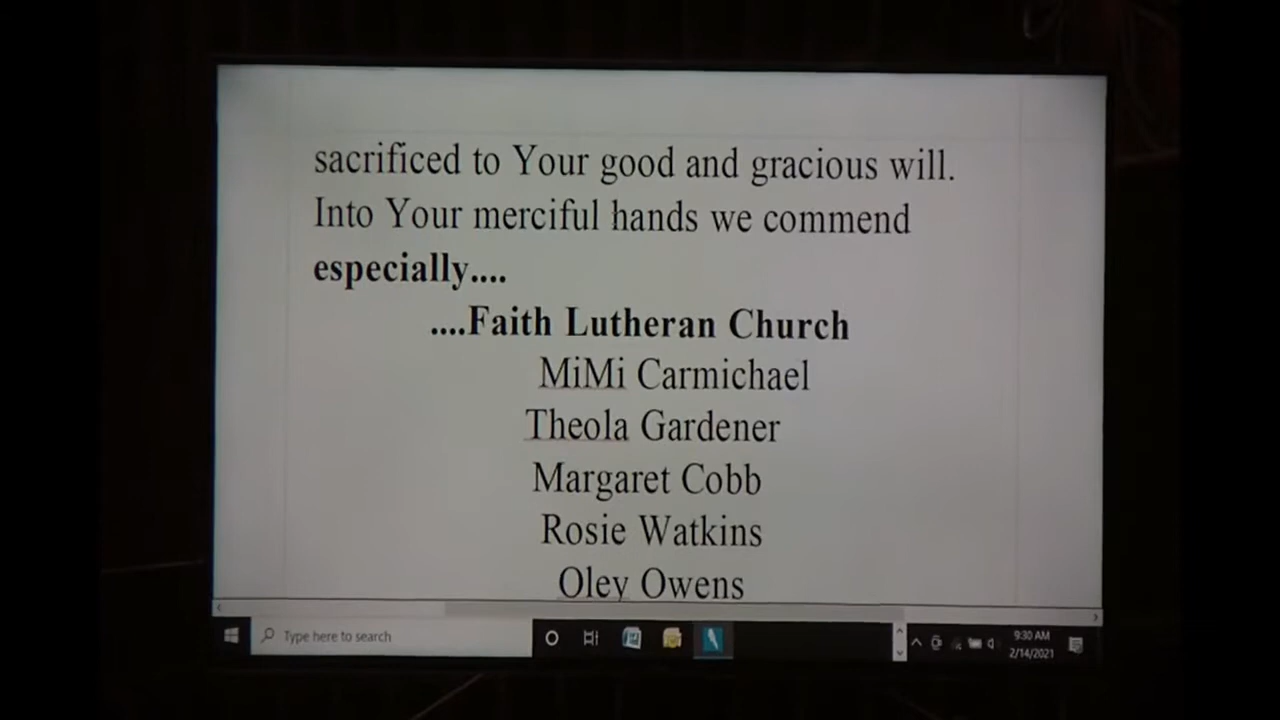 sacrificed to Your good and gracious will.
Into Your merciful hands we commend
especially....
....Faith Lutheran Church
MiMi Carmichael
Theola Gardener
Margaret Cobb
Rosie Watkins
Oley Owens
Type here to search
9:30 AM
2/14/2021